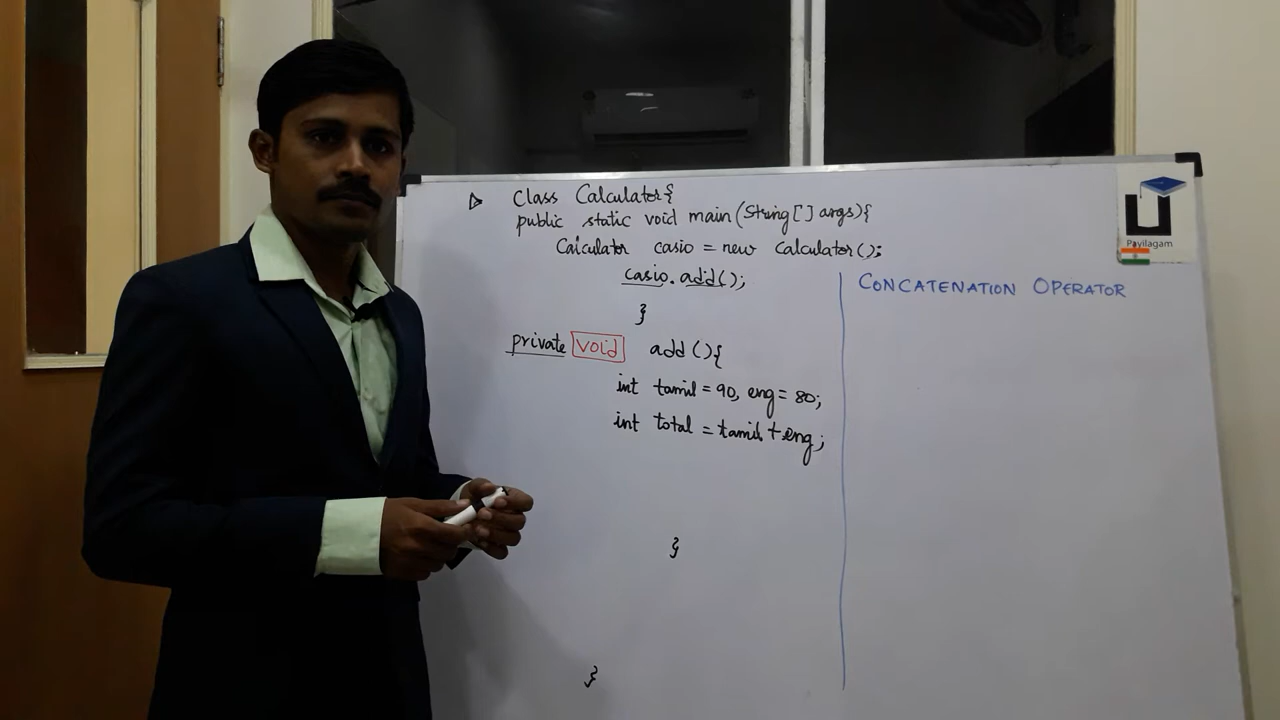 Class Calculator{
public static void main(String[] args){
Calculator casio = new Calculator();
casio.add();
}
private void add(){
int tamil = 90, eng = 80;
int total = tamil + eng;
}
}
CONCATENATION OPERATOR
Payilagam